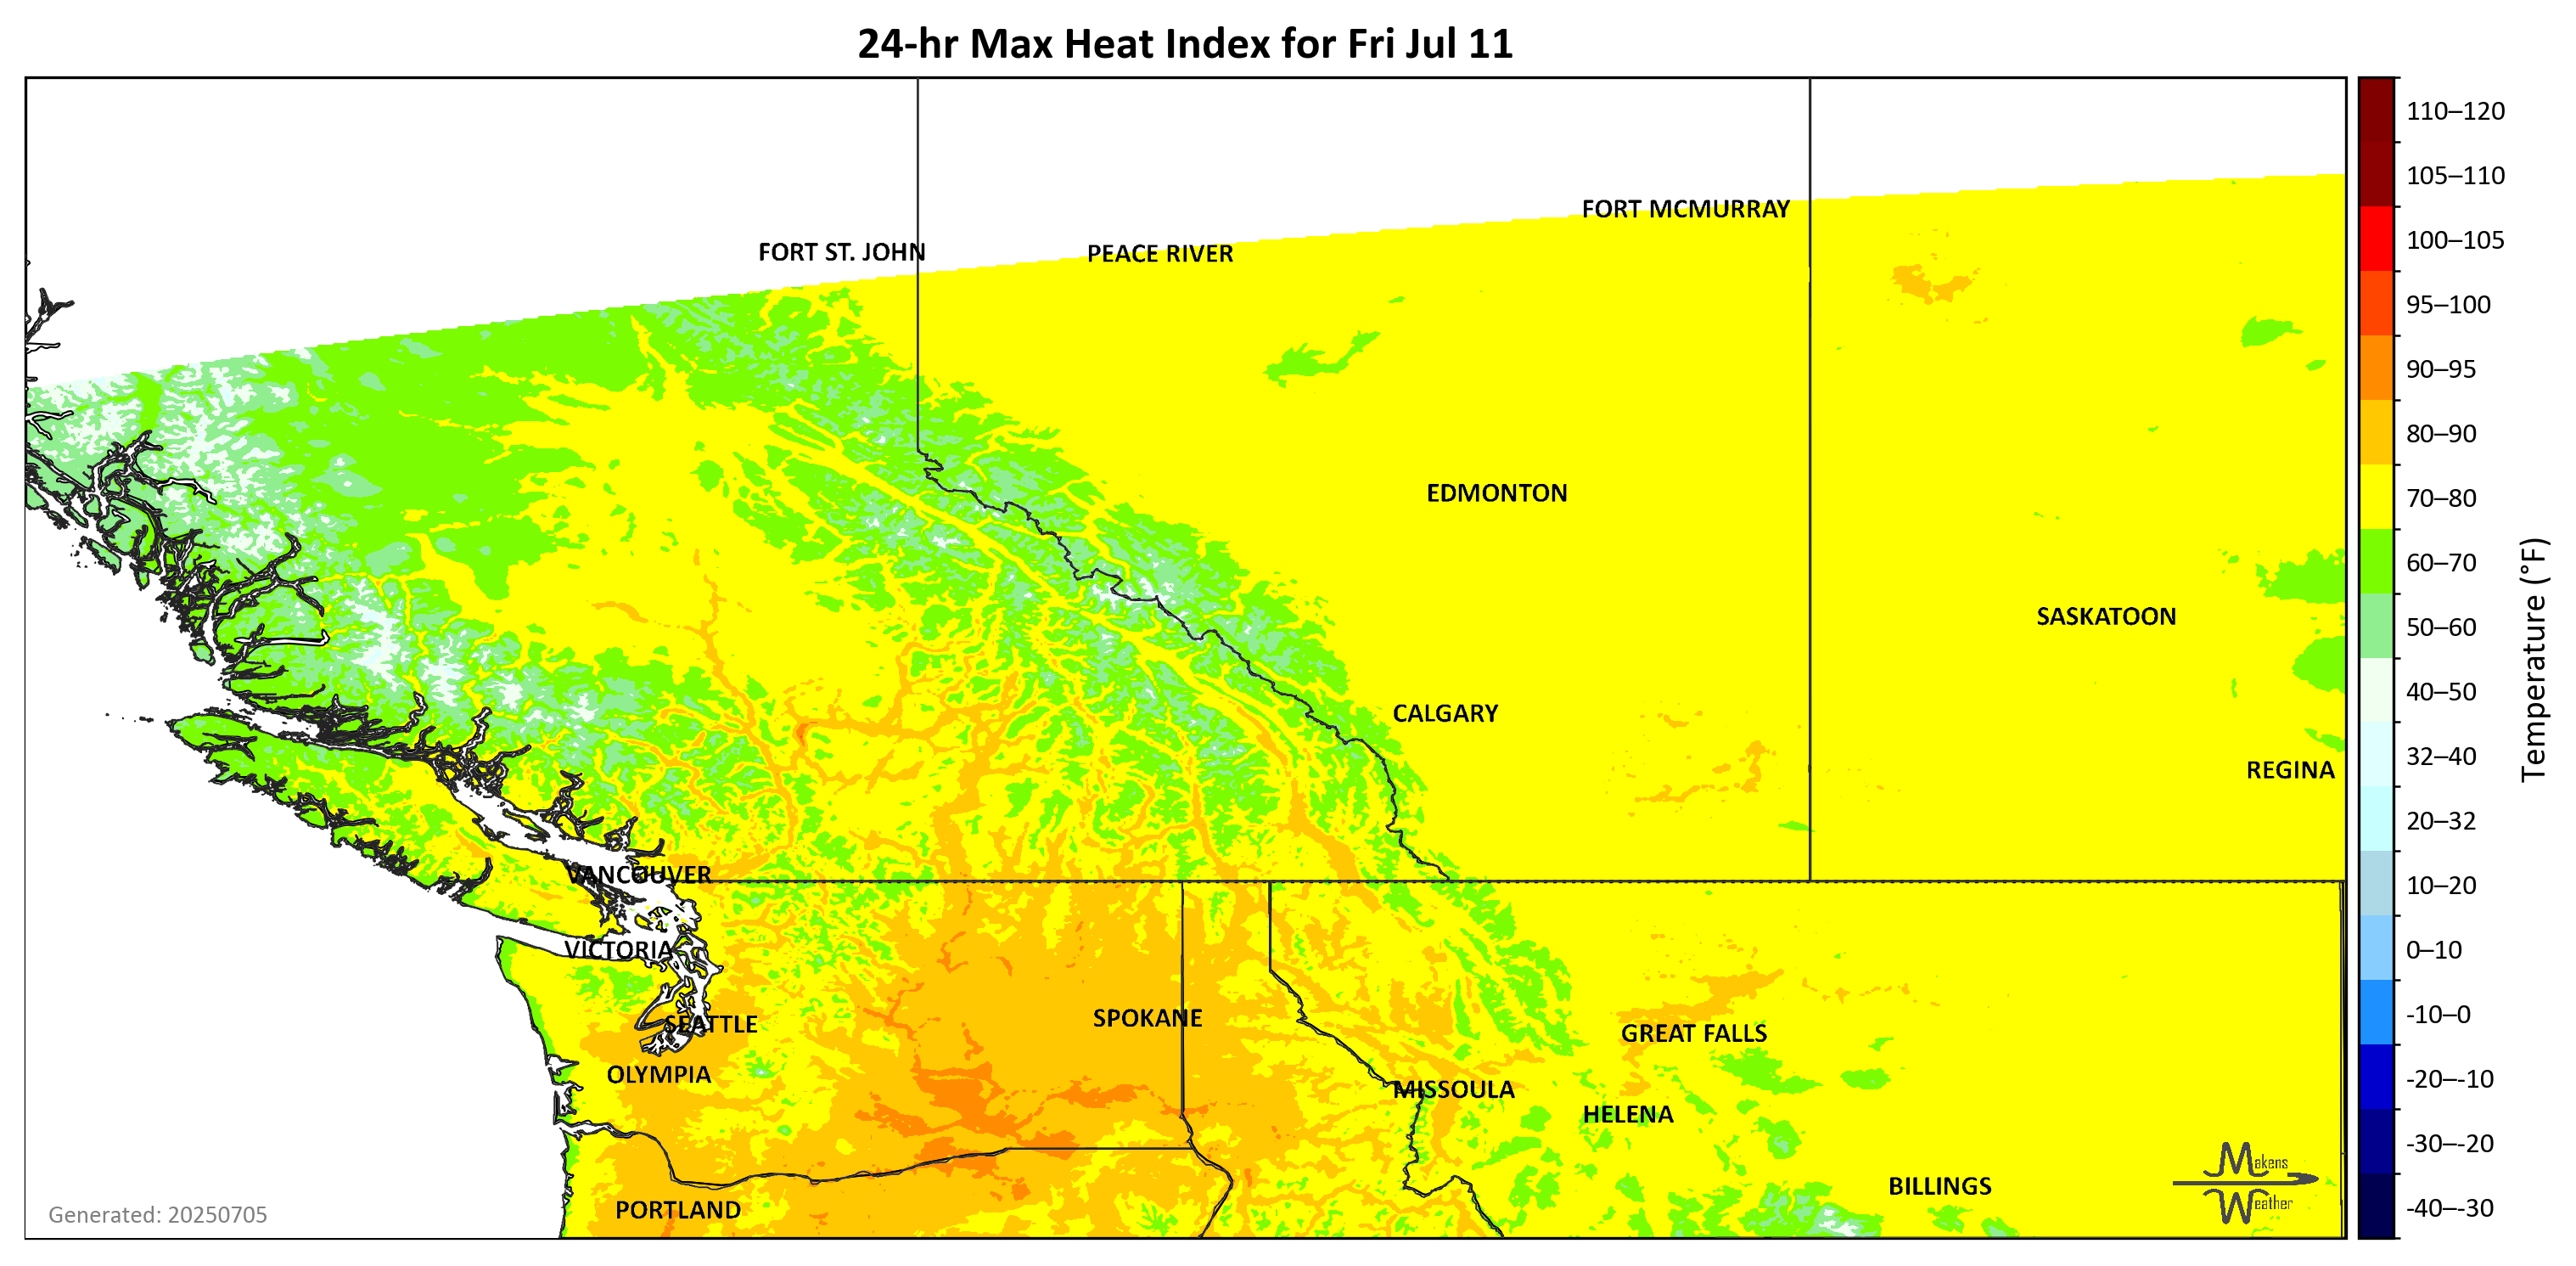 24-hr Max Heat Index for Fri Jul 11
FORT MCMURRAY
FORT ST. JOHN
PEACE RIVER
EDMONTON
SASKATOON
CALGARY
REGINA
VANCOUVER
VICTORIA
SEATTLE
SPOKANE
GREAT FALLS
OLYMPIA
MISSOULA
HELENA
BILLINGS
PORTLAND
Makens
Weather
Generated: 20250705
110–120
105–110
100–105
95–100
90–95
80–90
70–80
60–70
50–60
40–50
32–40
20–32
10–20
0–10
-10–0
-20–-10
-30–-20
-40–-30
Temperature (°F)